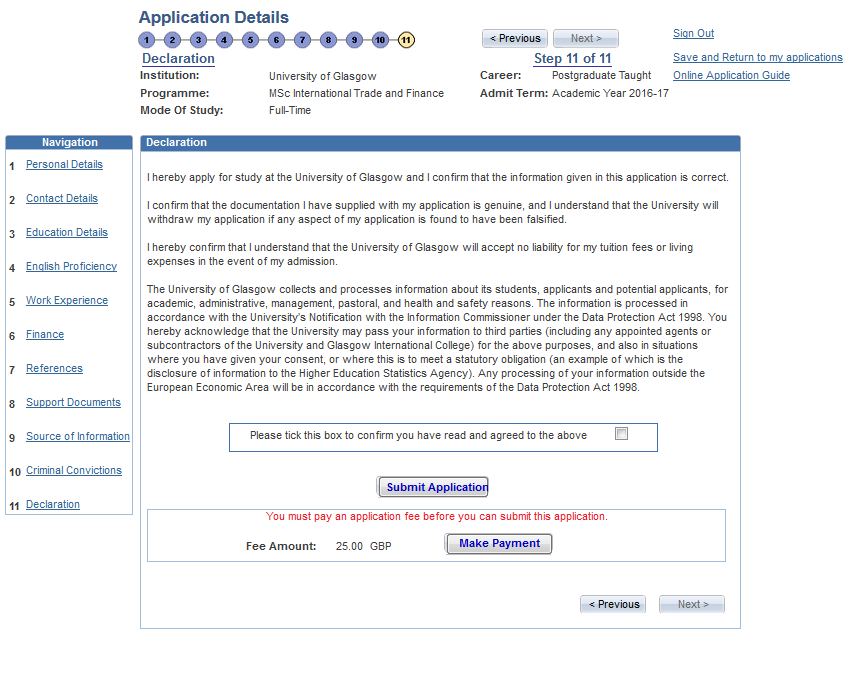 Application Details
1 2 3 4 5 6 7 8 9 10 11
< Previous Next >
Sign Out
Declaration
Step 11 of 11
Save and Return to my applications
Institution: University of Glasgow
Career: Postgraduate Taught
Online Application Guide
Programme: MSc International Trade and Finance
Admit Term: Academic Year 2016-17
Mode Of Study: Full-Time
Navigation
1 Personal Details
2 Contact Details
3 Education Details
4 English Proficiency
5 Work Experience
6 Finance
7 References
8 Support Documents
9 Source of Information
10 Criminal Convictions
11 Declaration
Declaration
I hereby apply for study at the University of Glasgow and I confirm that the information given in this application is correct.
I confirm that the documentation I have supplied with my application is genuine, and I understand that the University will
withdraw my application if any aspect of my application is found to have been falsified.
I hereby confirm that I understand that the University of Glasgow will accept no liability for my tuition fees or living
expenses in the event of my admission.
The University of Glasgow collects and processes information about its students, applicants and potential applicants, for
academic, administrative, management, pastoral, and health and safety reasons. The information is processed in
accordance with the University's Notification with the Information Commissioner under the Data Protection Act 1998. You
hereby acknowledge that the University may pass your information to third parties (including any appointed agents or
subcontractors of the University and Glasgow International College) for the above purposes, and also in situations
where you have given your consent, or where this is to meet a statutory obligation (an example of which is the
disclosure of information to the Higher Education Statistics Agency). Any processing of your information outside the
European Economic Area will be in accordance with the requirements of the Data Protection Act 1998.
Please tick this box to confirm you have read and agreed to the above
Submit Application
You must pay an application fee before you can submit this application.
Fee Amount: 25.00 GBP Make Payment
< Previous Next >